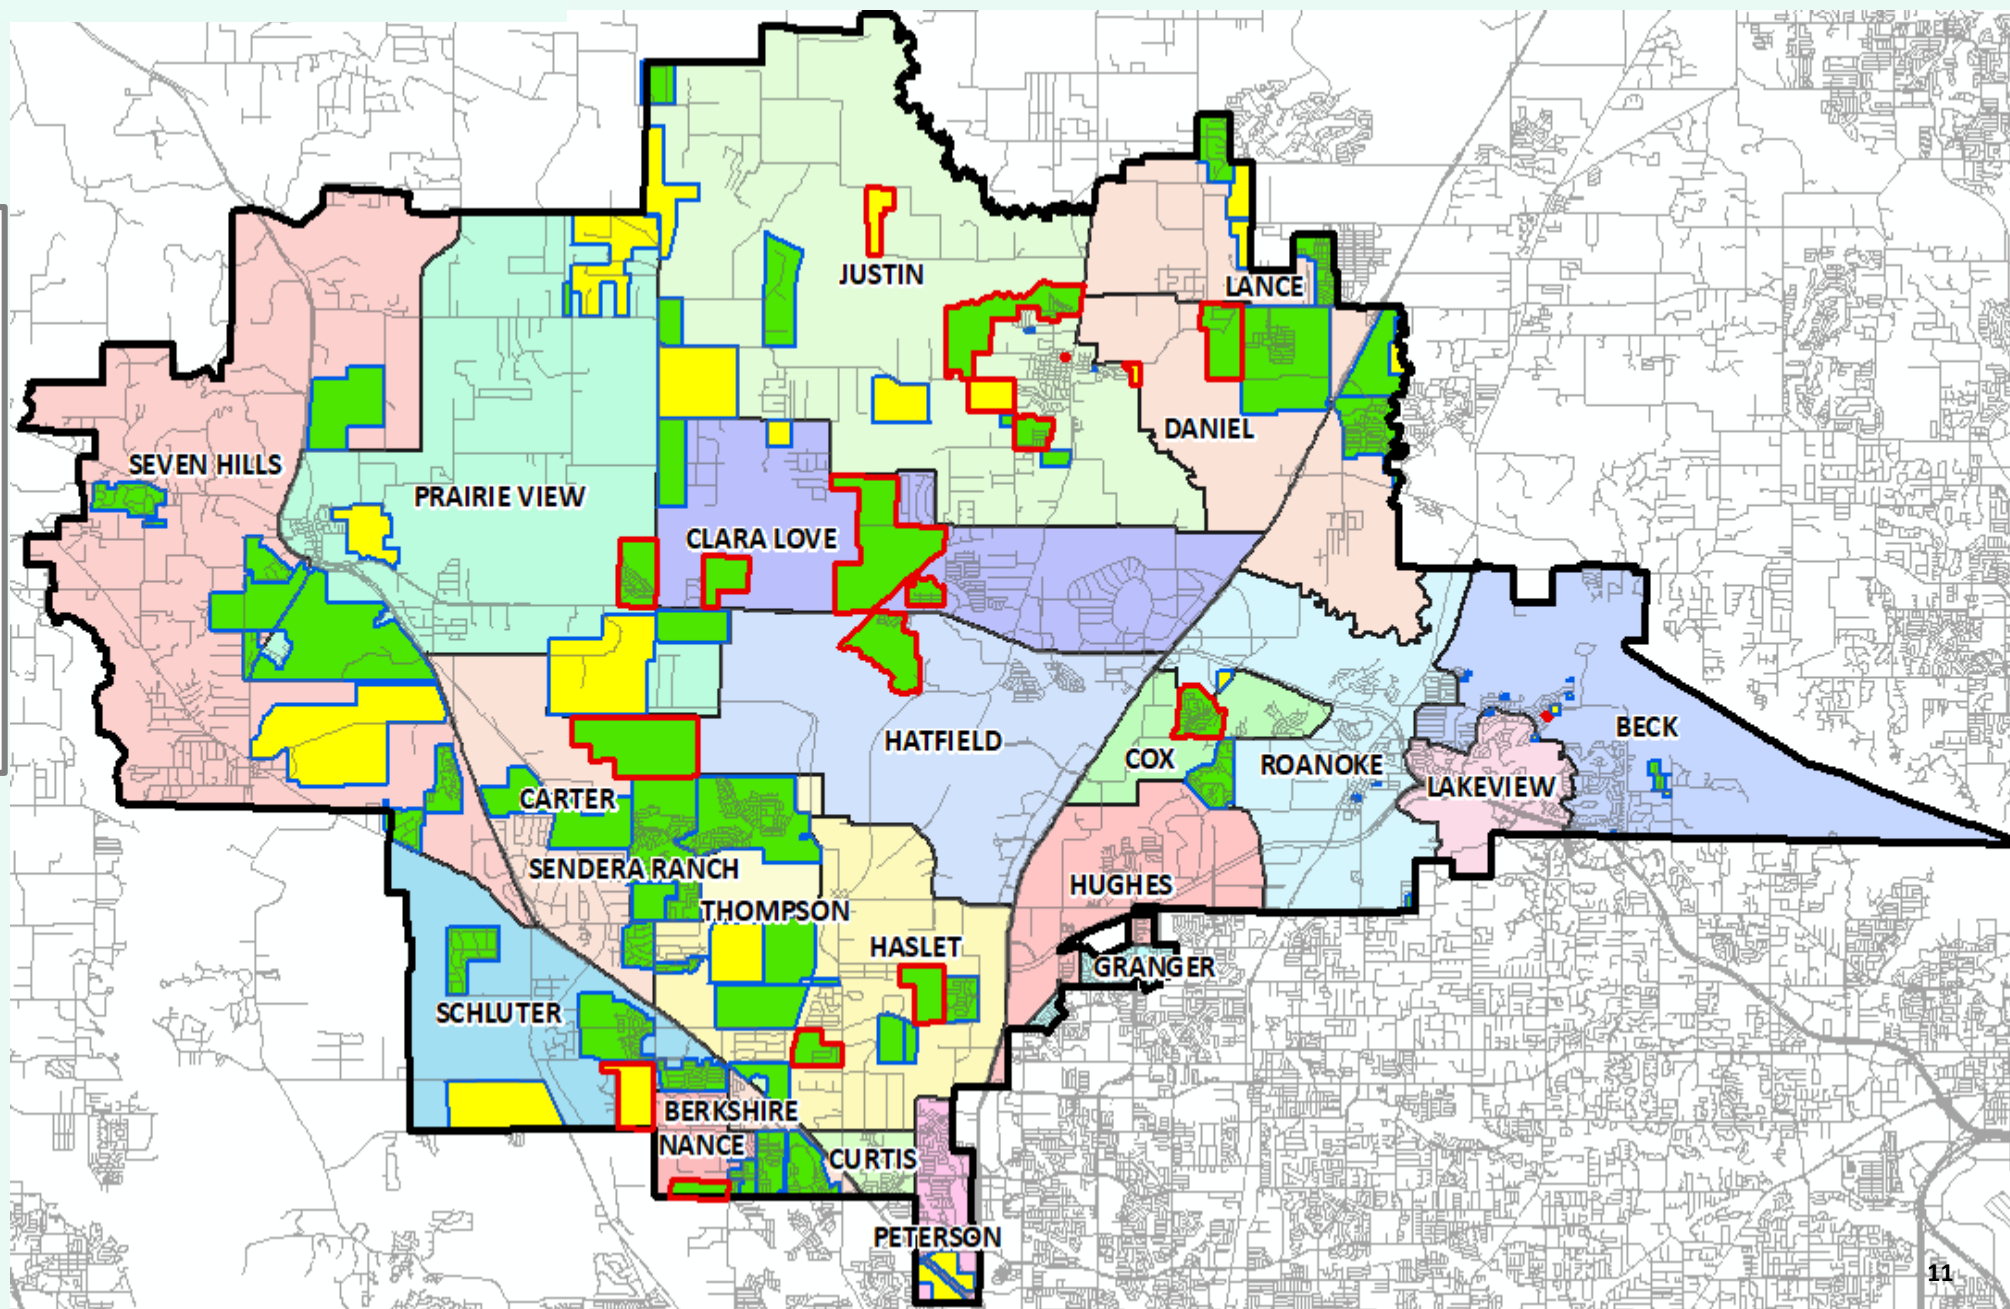 JUSTIN
LANCE
DANIEL
SEVEN HILLS
PRAIRIE VIEW
CLARA LOVE
HATFIELD
BECK
COX
ROANOKE
LAKEVIEW
CARTER
SENDERA RANCH
HUGHES
THOMPSON
HASLET
GRANGER
SCHLUTER
BERKSHIRE
NANCE
CURTIS
PETERSON
11